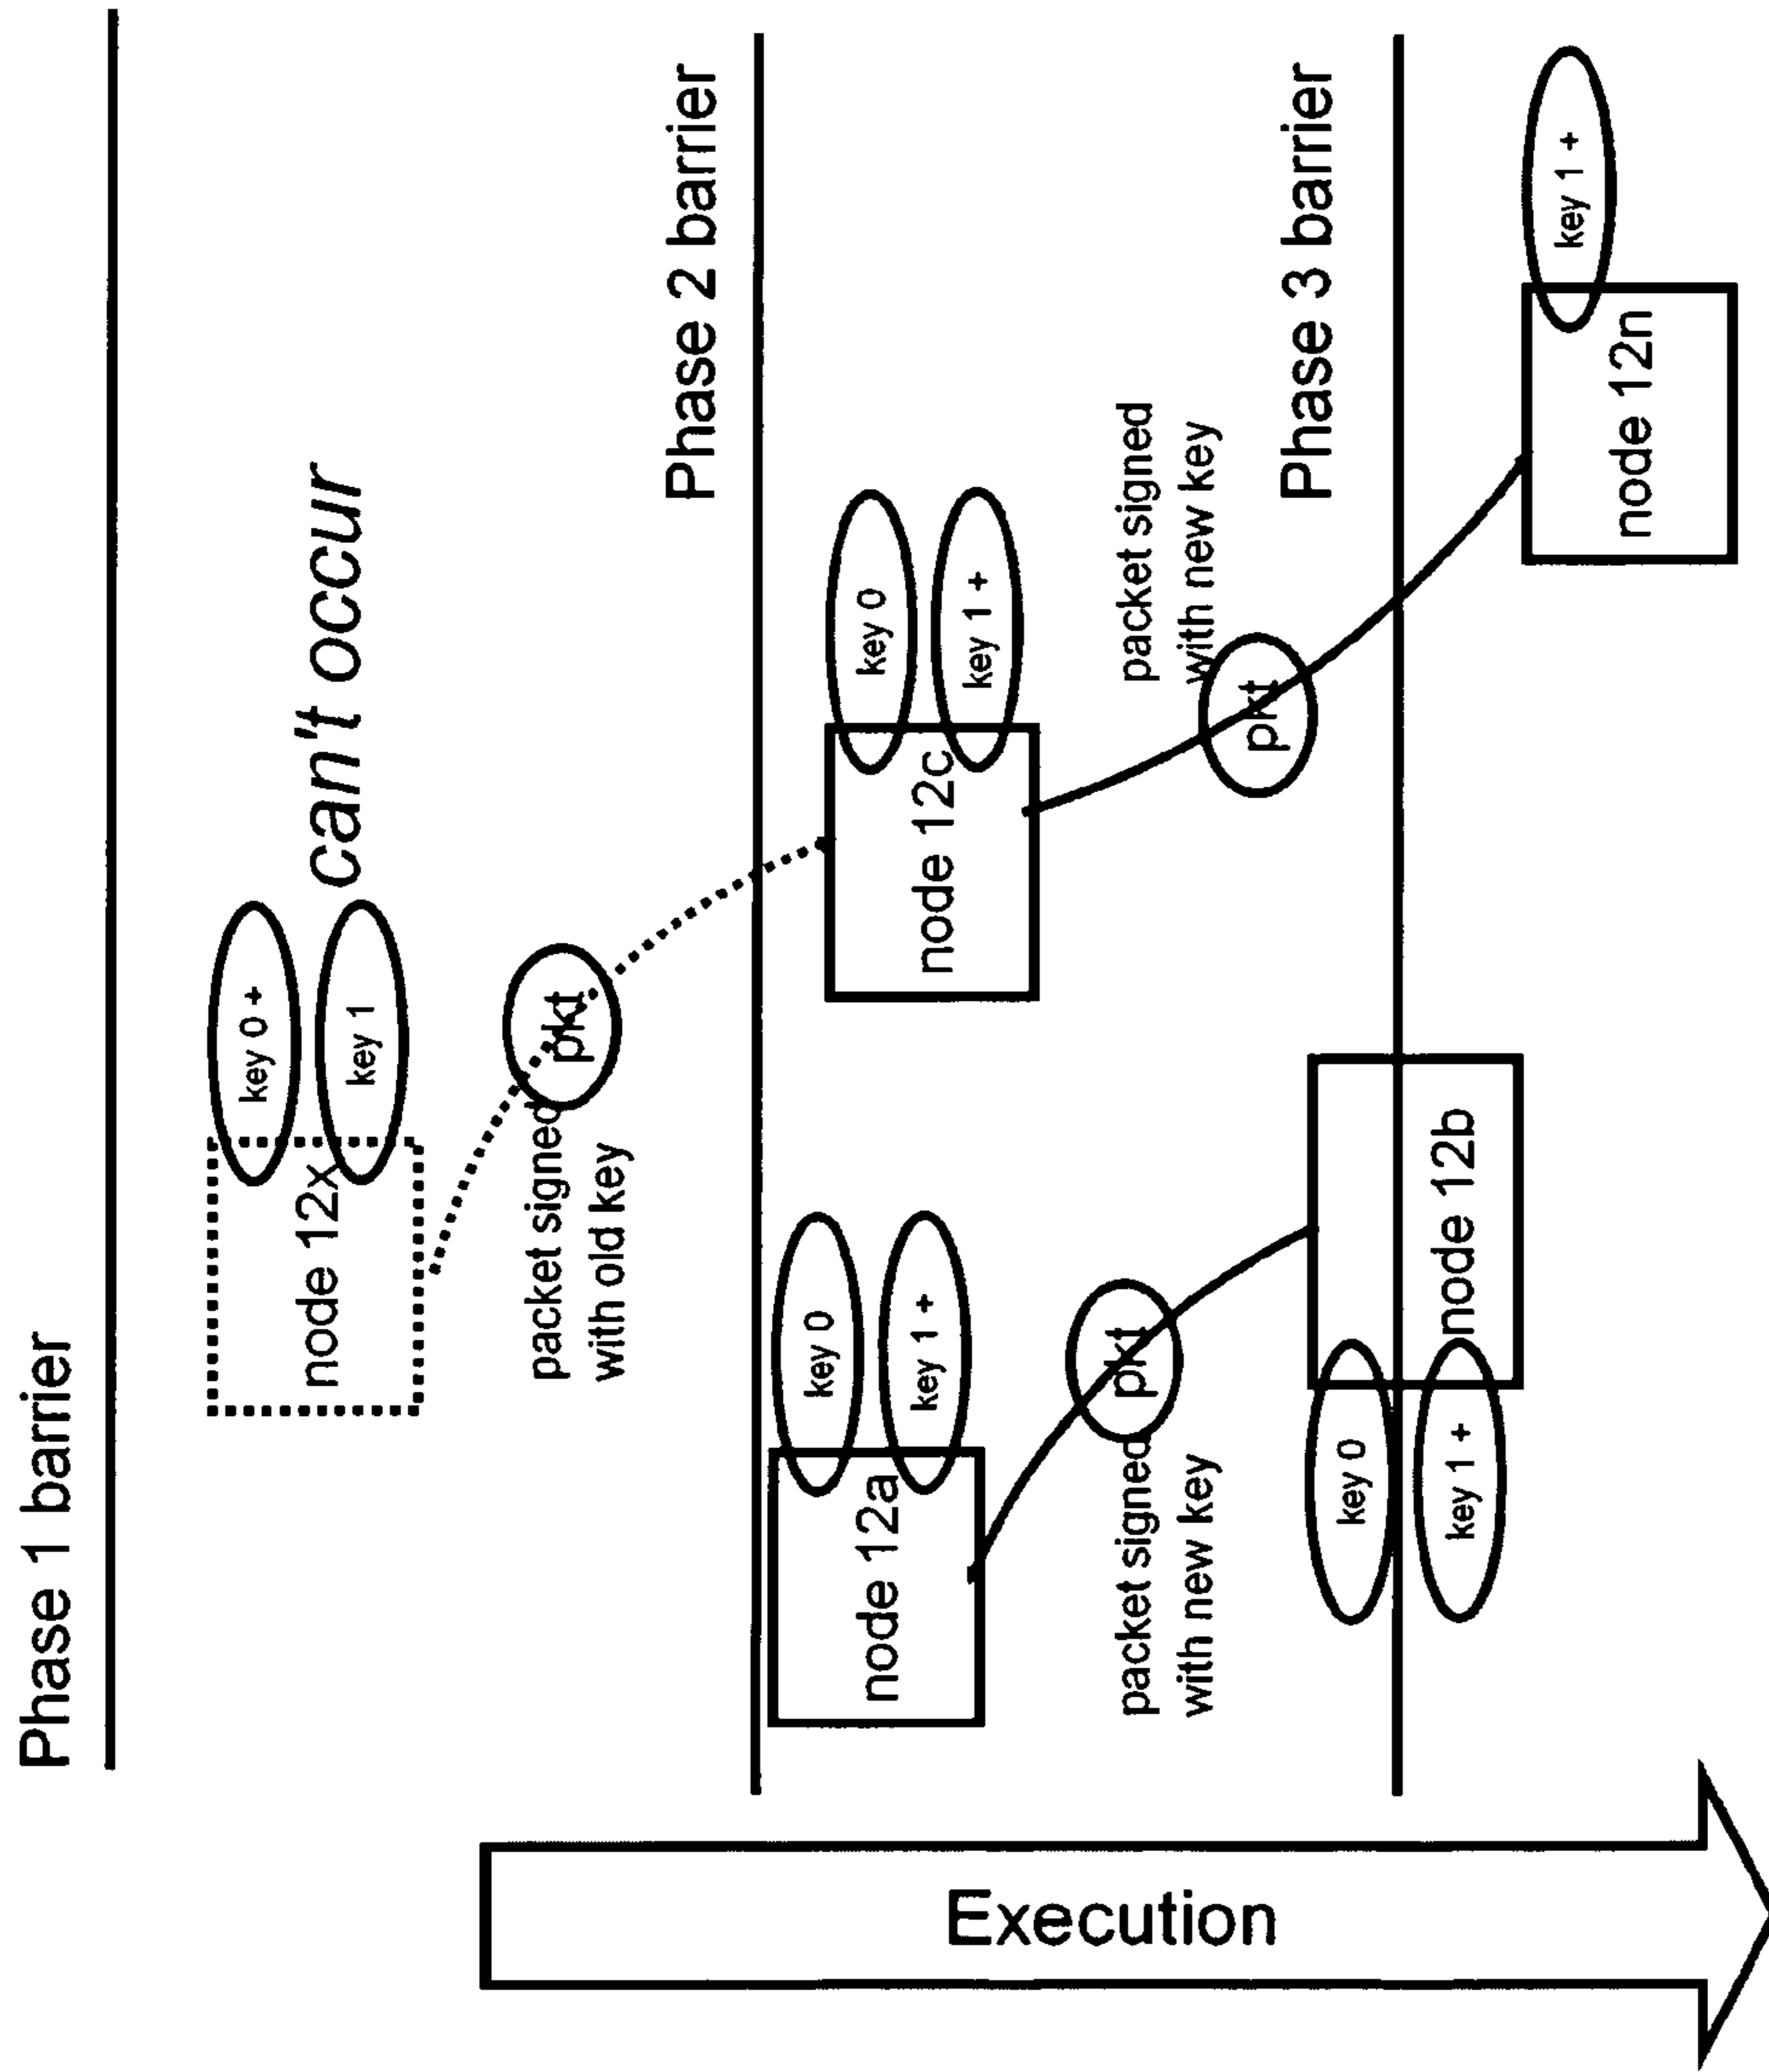 Phase 1 barrier
key 0 +
node 12x
key 1
can't occur
packet signed
with old key
pkt
Phase 2 barrier
key 0
node 12a
key 1 +
key 0
node 12c
key 1 +
packet signed
with new key
pkt
packet signed
with new key
pkt
Phase 3 barrier
key 0
key 1 +
node 12b
key 1 +
node 12n
Execution